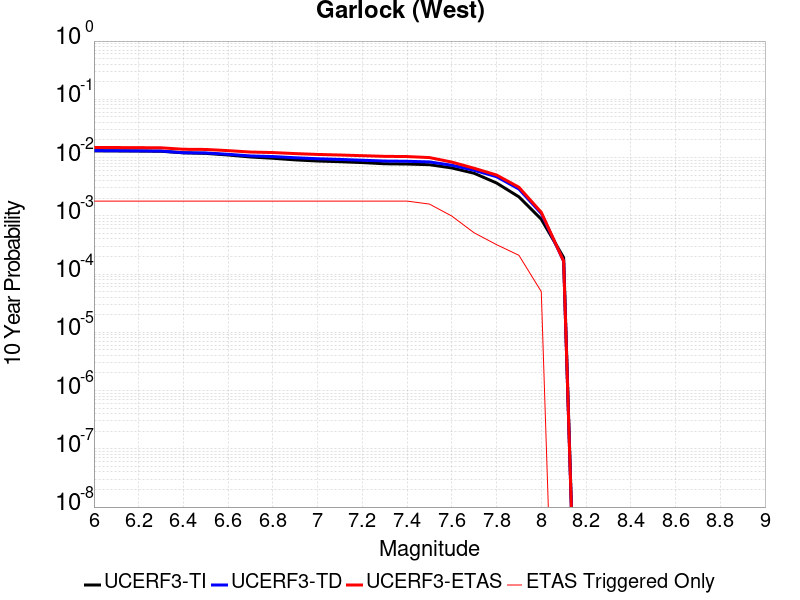 Garlock (West)
10^0
10^-1
10^-2
10^-3
10^-4
10^-5
10^-6
10^-7
10^-8
10 Year Probability
6 6.2 6.4 6.6 6.8 7 7.2 7.4 7.6 7.8 8 8.2 8.4 8.6 8.8 9
Magnitude
UCERF3-TI UCERF3-TD UCERF3-ETAS ETAS Triggered Only